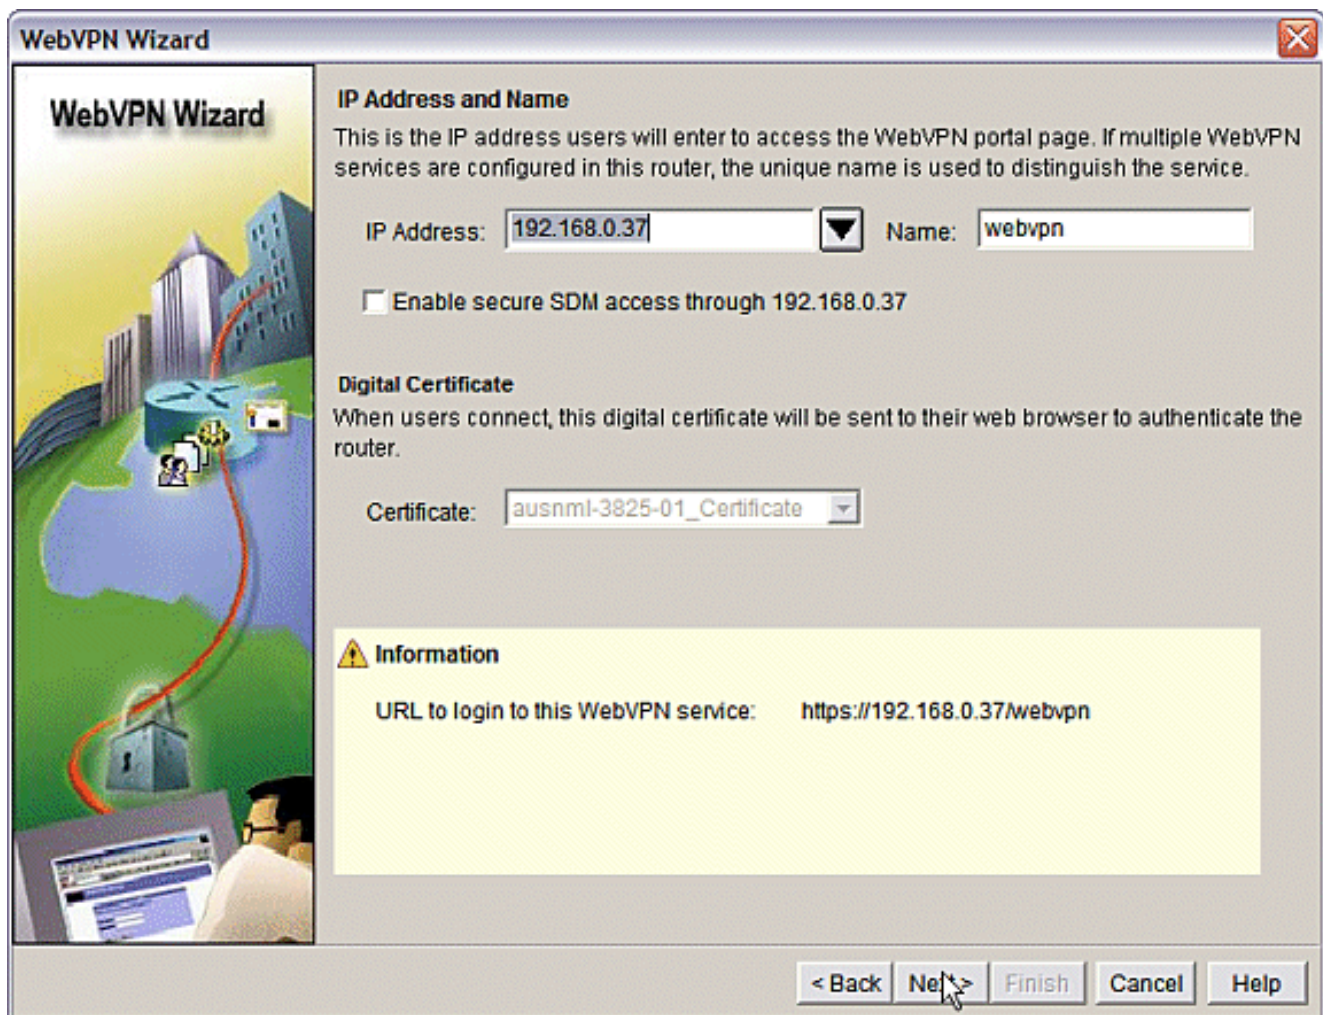 WebVPN Wizard
WebVPN Wizard
IP Address and Name
This is the IP address users will enter to access the WebVPN portal page. If multiple WebVPN
services are configured in this router, the unique name is used to distinguish the service.
IP Address: 192.168.0.37 Name: webvpn
Enable secure SDM access through 192.168.0.37
Digital Certificate
When users connect, this digital certificate will be sent to their web browser to authenticate the
router.
Certificate: ausnml-3825-01_Certificate
Information
URL to login to this WebVPN service: https://192.168.0.37/webvpn
< Back Next > Finish Cancel Help